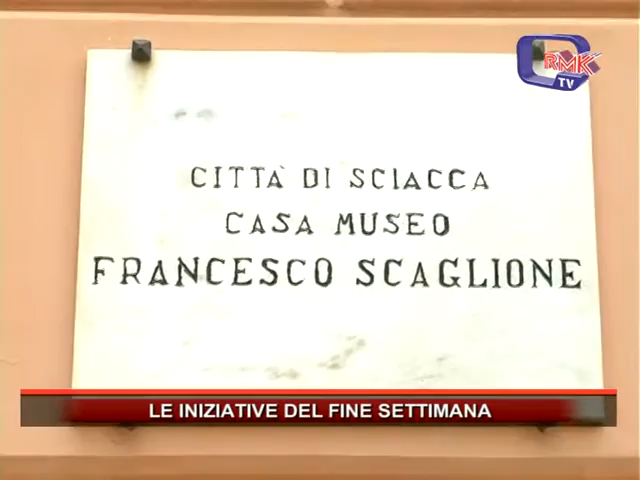 RMK
TV
CITTÀ DI SCIACCA
CASA MUSEO
FRANCESCO SCAGLIONE
LE INIZIATIVE DEL FINE SETTIMANA